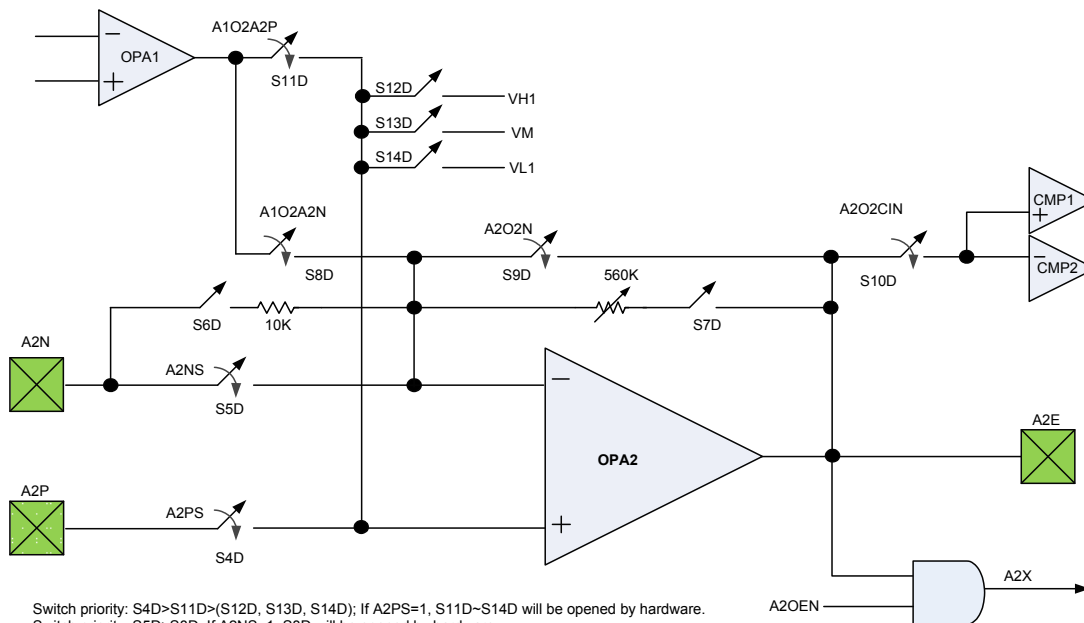 A1O2A2P
OPA1
S11D
S12D
VH1
S13D
VM
S14D
VL1
A1O2A2N
A2O2N
A2O2CIN
CMP1
CMP2
S8D
S9D
S10D
560K
S6D
10K
S7D
A2N
A2NS
S5D
OPA2
A2E
A2P
A2PS
S4D
A2X
A2OEN
Switch priority: S4D>S11D>(S12D, S13D, S14D); If A2PS=1, S11D~S14D will be opened by hardware.